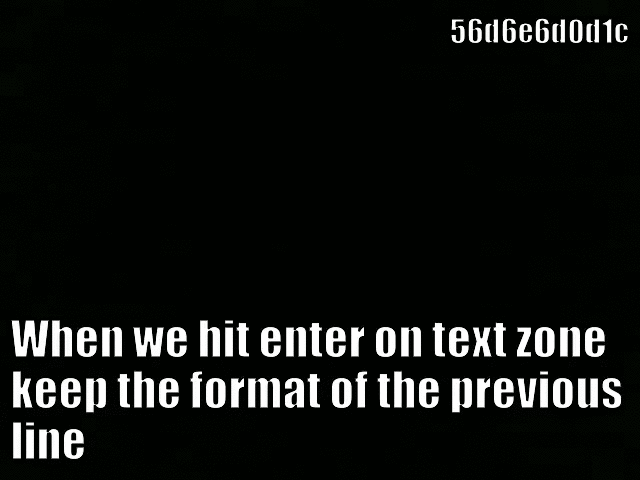 56d6e6d0d1c
When we hit enter on text zone
keep the format of the previous
line